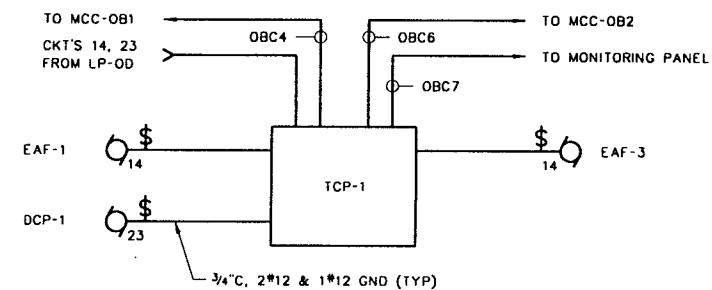 TO MCC-OB1
OBC4
OBC6
TO MCC-OB2
CKT'S 14, 23
FROM LP-OD
TO MONITORING PANEL
OBC7
EAF-1
$
14
TCP-1
$
14
EAF-3
DCP-1
$
23
3/4"C, 2#12 & 1#12 GND (TYP)